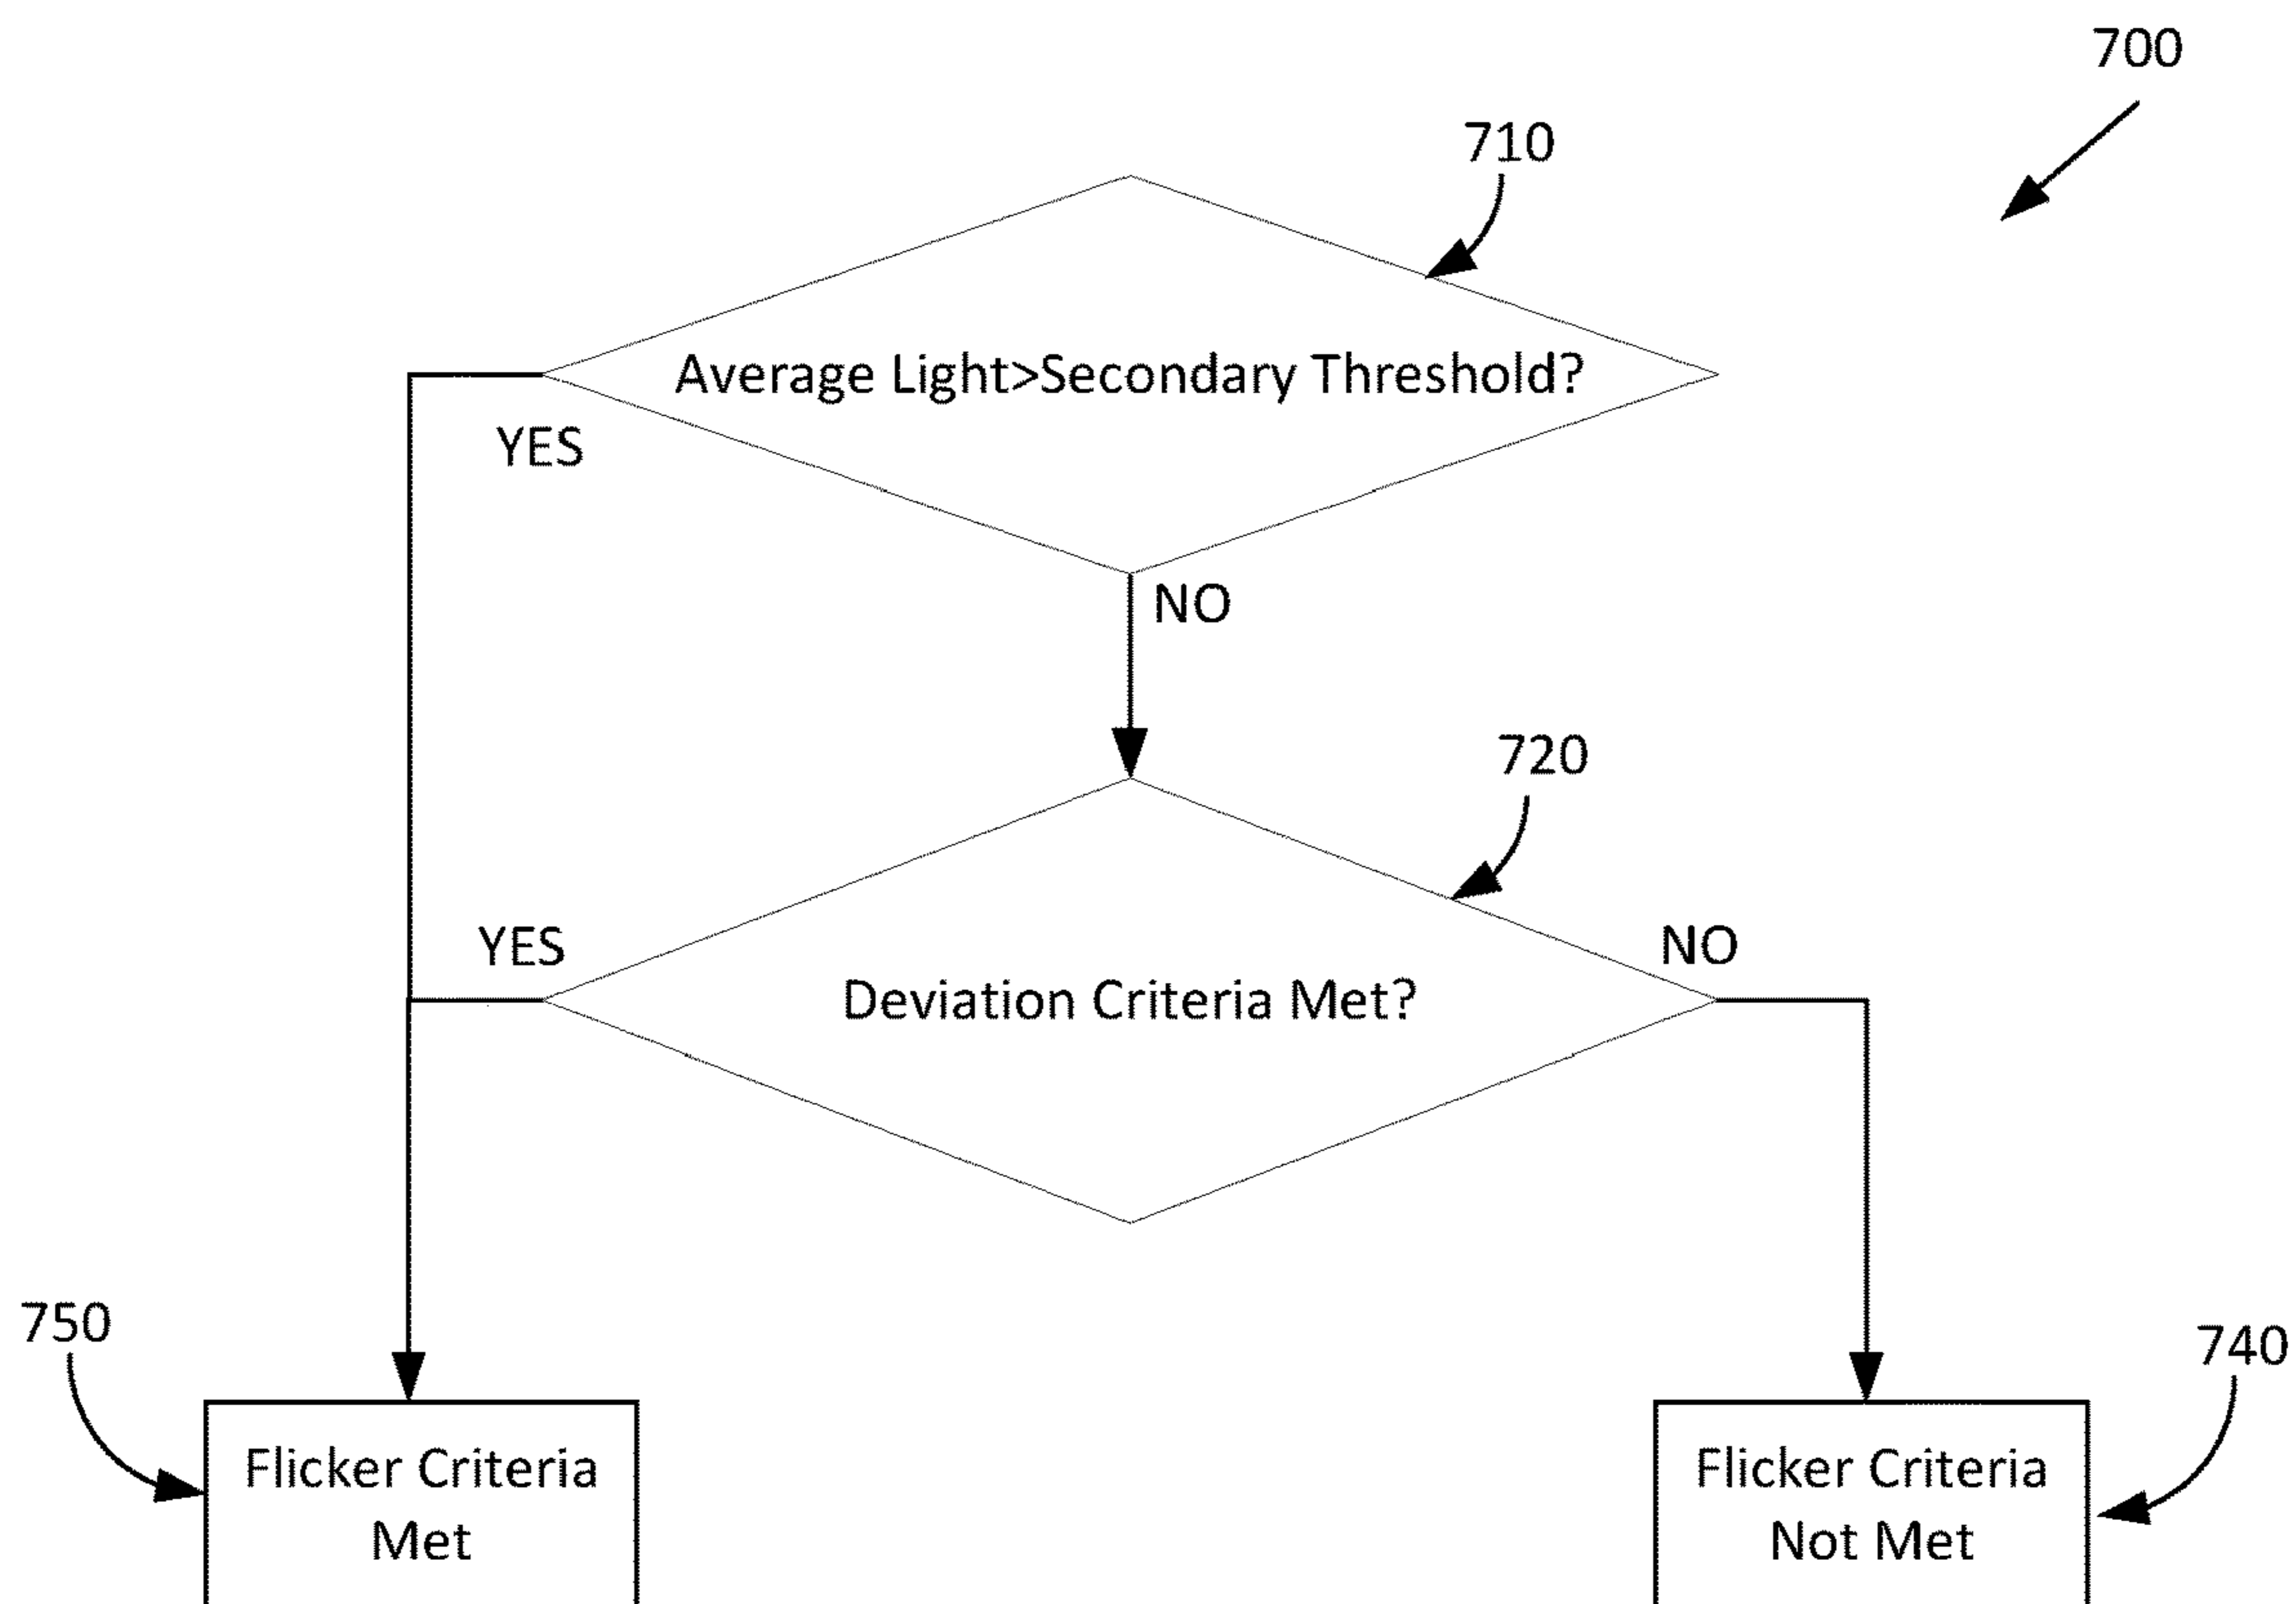 700
710
Average Light>Secondary Threshold?
YES
NO
720
YES
NO
Deviation Criteria Met?
750
740
Flicker Criteria
Met
Flicker Criteria
Not Met